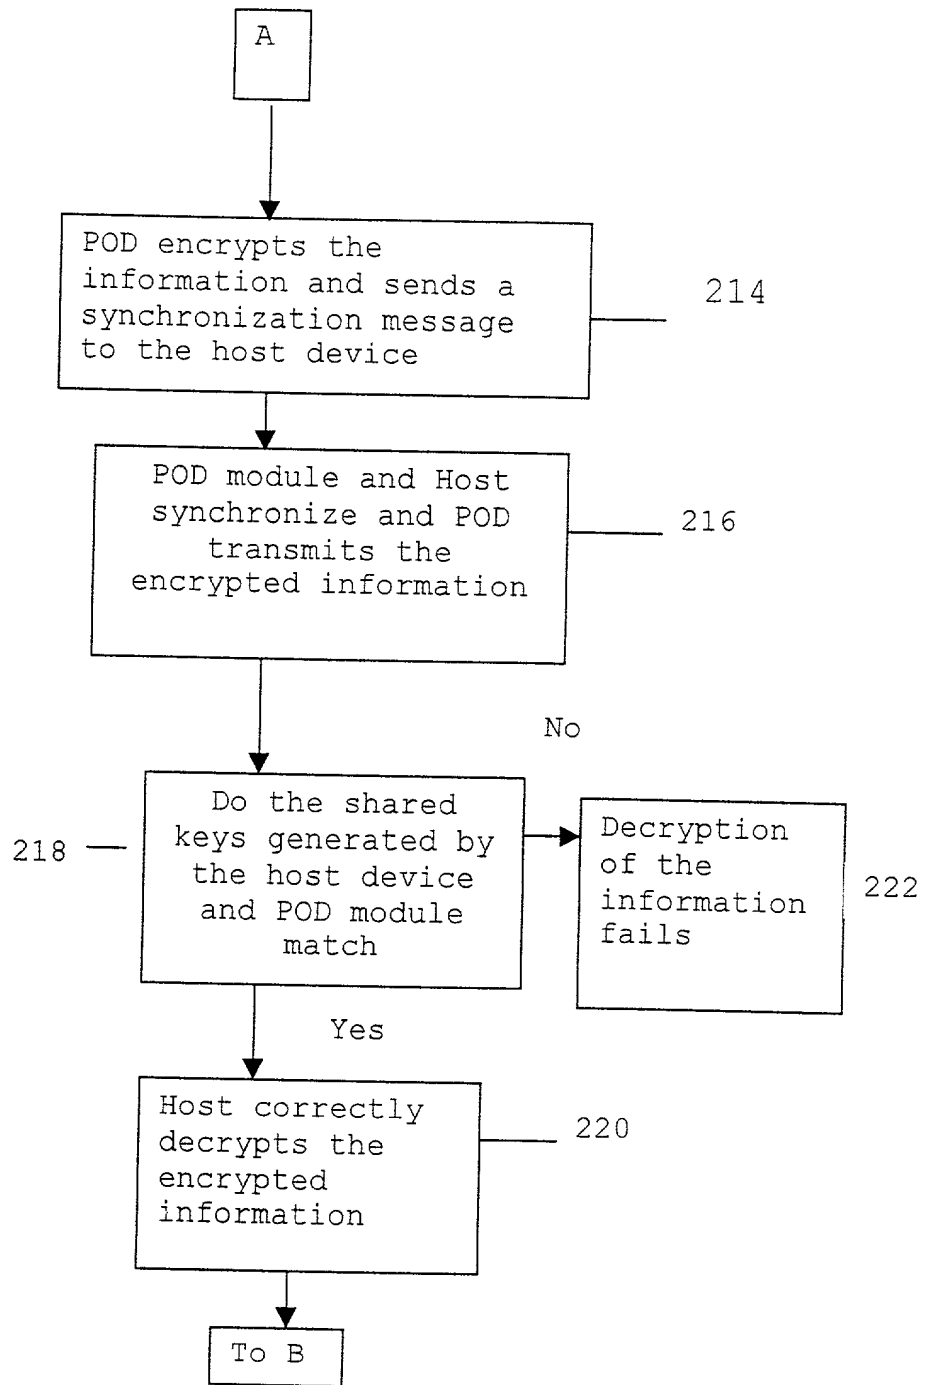 A
POD encrypts the
information and sends a
synchronization message
to the host device
214
POD module and Host
synchronize and POD
transmits the
encrypted information
216
No
Do the shared
keys generated by
the host device
and POD module
match
218
Decryption
of the
information
fails
222
Yes
Host correctly
decrypts the
encrypted
information
220
To B